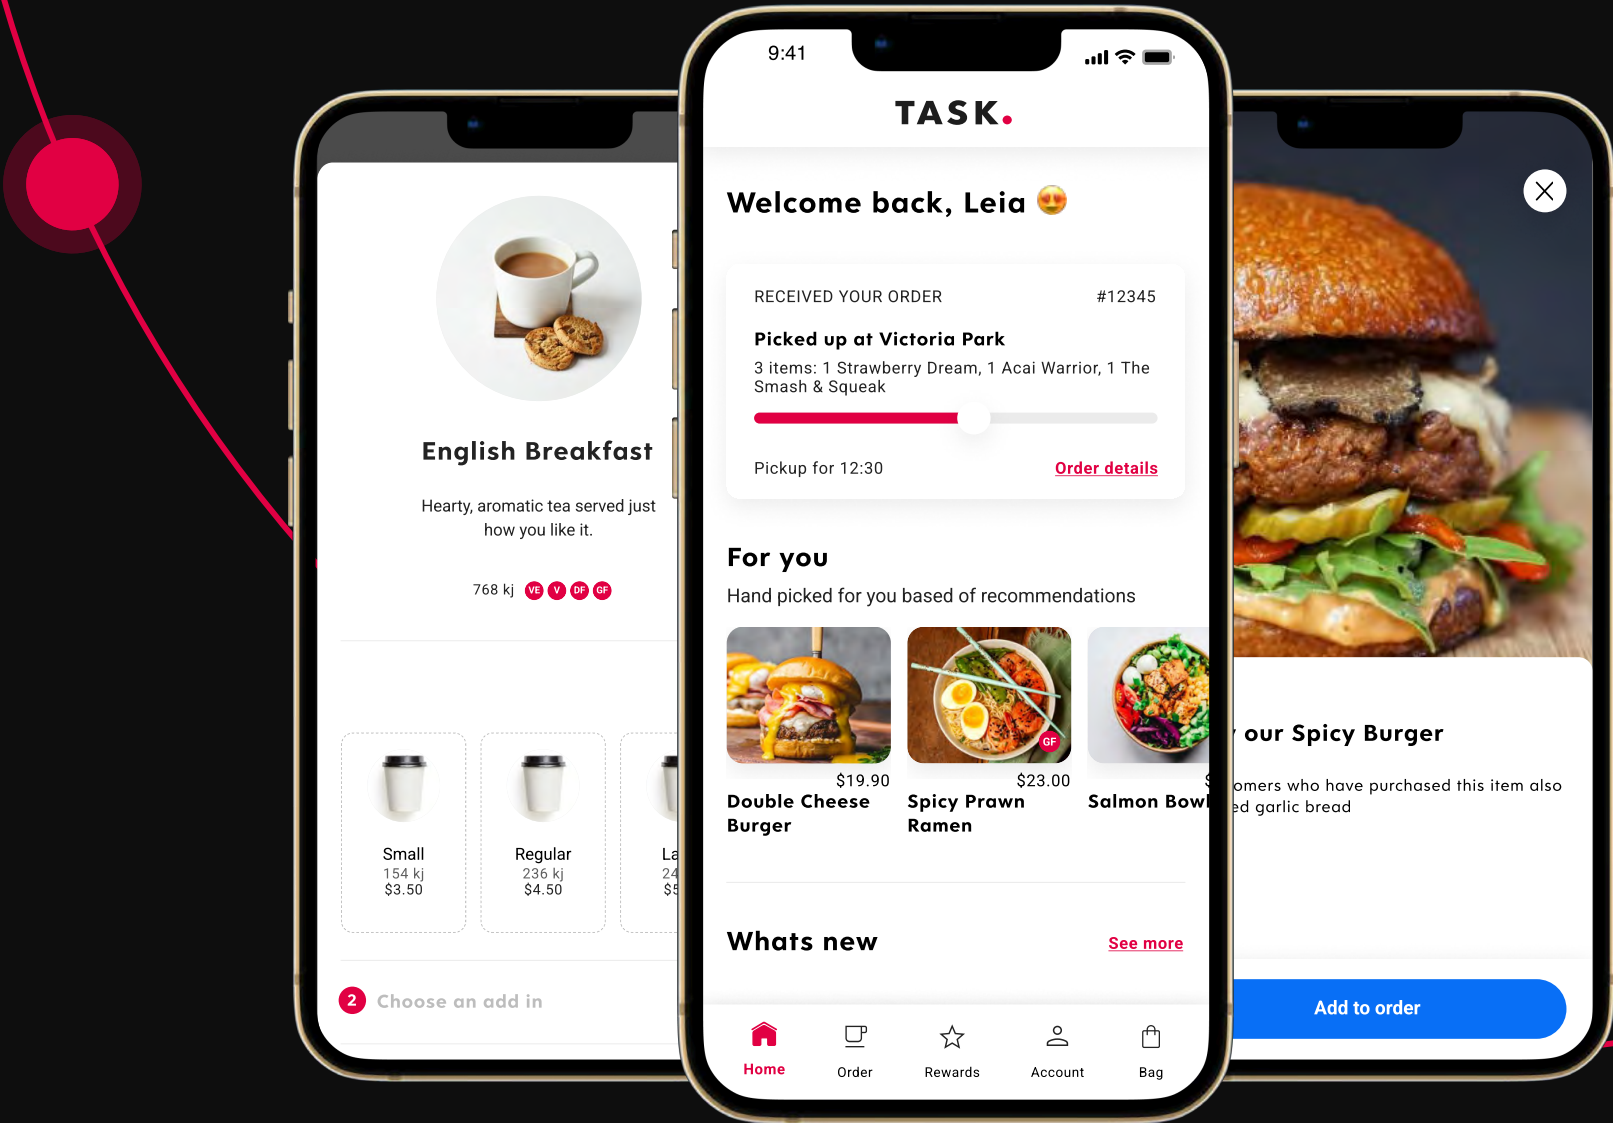 English Breakfast
Hearty, aromatic tea served just
how you like it.
768 kj VE V DF GF
Small
154 kj
$3.50
Regular
236 kj
$4.50
2 Choose an add in
9:41
TASK.
Welcome back, Leia
RECEIVED YOUR ORDER #12345
Picked up at Victoria Park
3 items: 1 Strawberry Dream, 1 Acai Warrior, 1 The
Smash & Squeak
Pickup for 12:30 Order details
For you
Hand picked for you based of recommendations
GF
$19.90 $23.00
Double Cheese Spicy Prawn Salmon Bowl
Burger Ramen
Whats new See more
Home Order Rewards Account Bag
our Spicy Burger
who have purchased this item also
garlic bread
Add to order